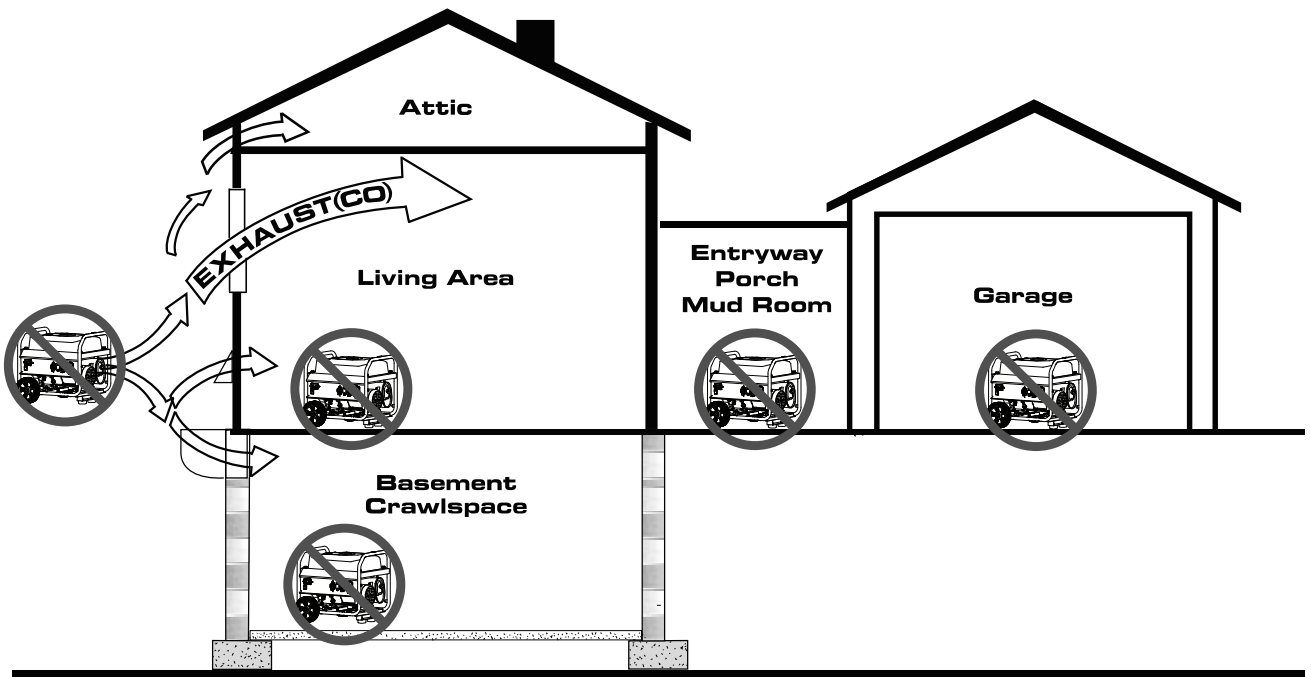 Attic
EXHAUST(CO)
Living Area
Entryway
Porch
Mud Room
Garage
Basement
Crawlspace